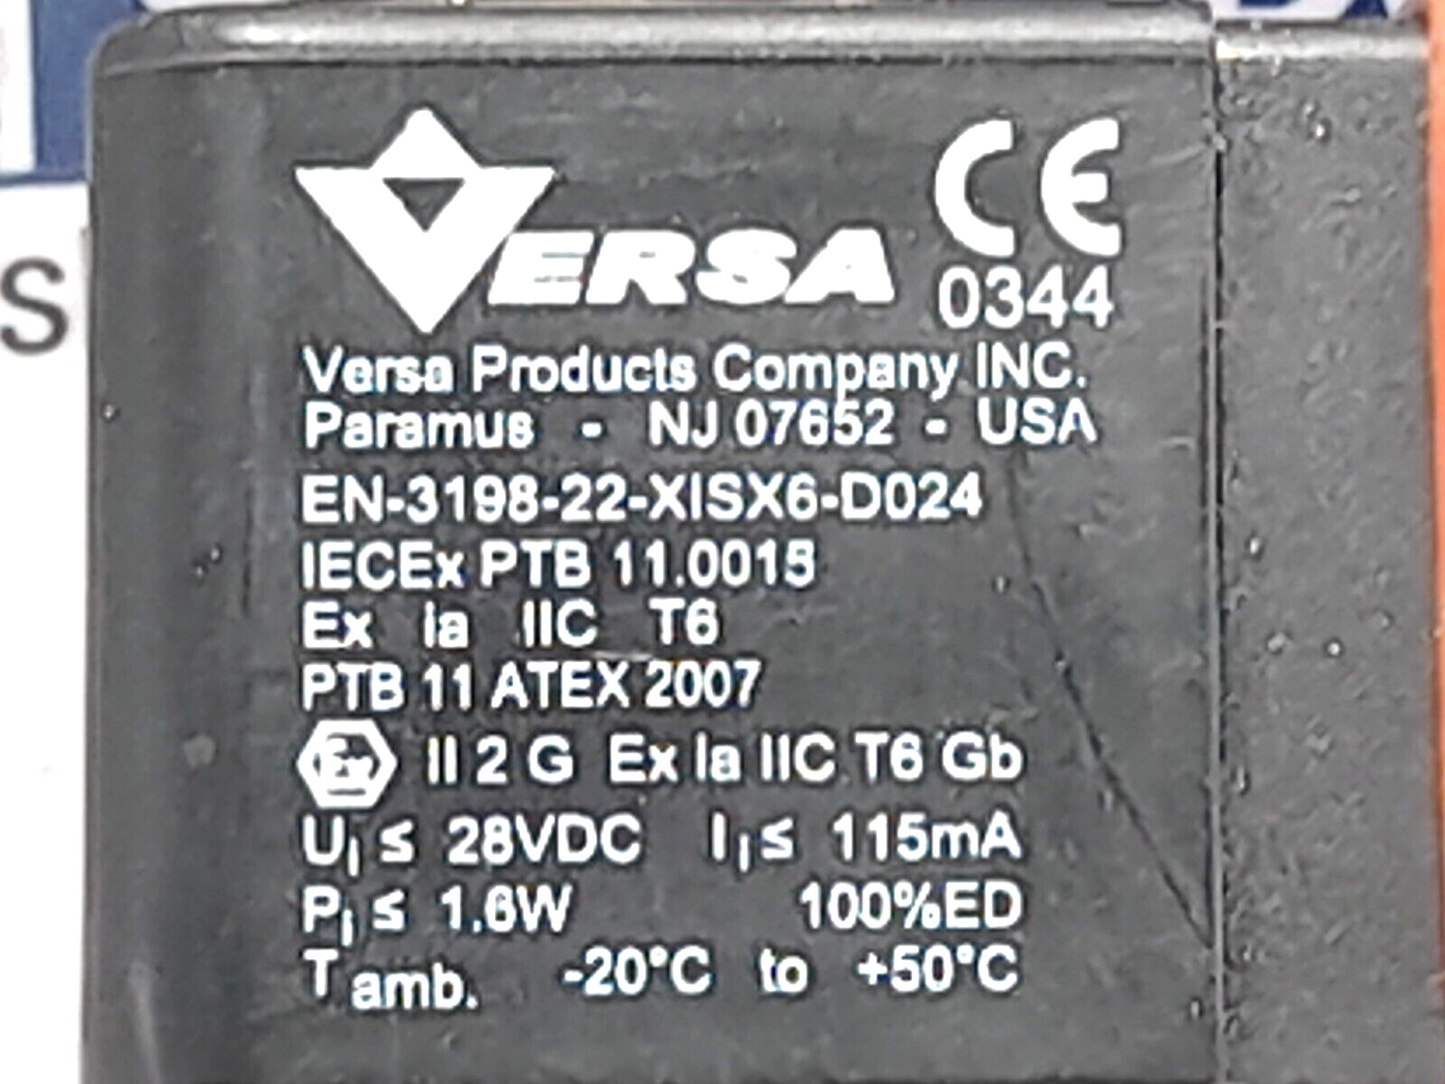 VERSA CE
0344
Versa Products Company INC.
Paramus - NJ 07652 - USA
EN-3198-22-XISX6-D024
IECEx PTB 11.0015
Ex Ia IIC T6
PTB 11 ATEX 2007
Ex II 2 G Ex Ia IIC T6 Gb
Ui ≤ 28VDC Ii ≤ 115mA
Pi ≤ 1.6W 100%ED
T amb. -20°C to +50°C
S